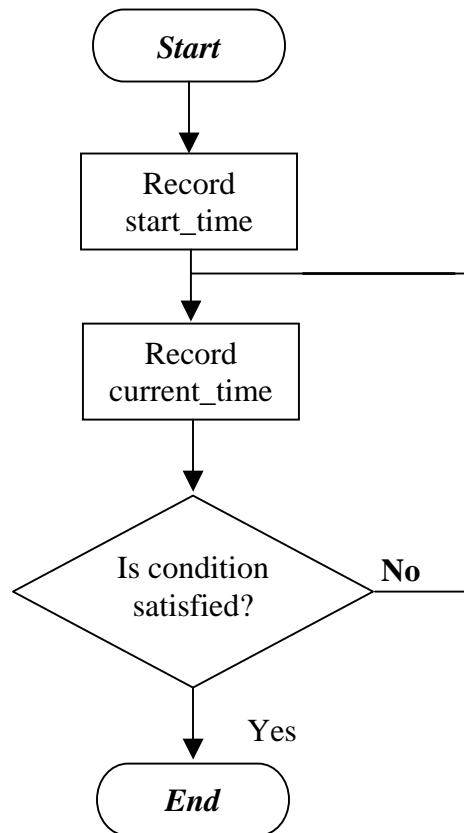 Start
Record
start_time
Record
current_time
Is condition
satisfied?
No
Yes
End